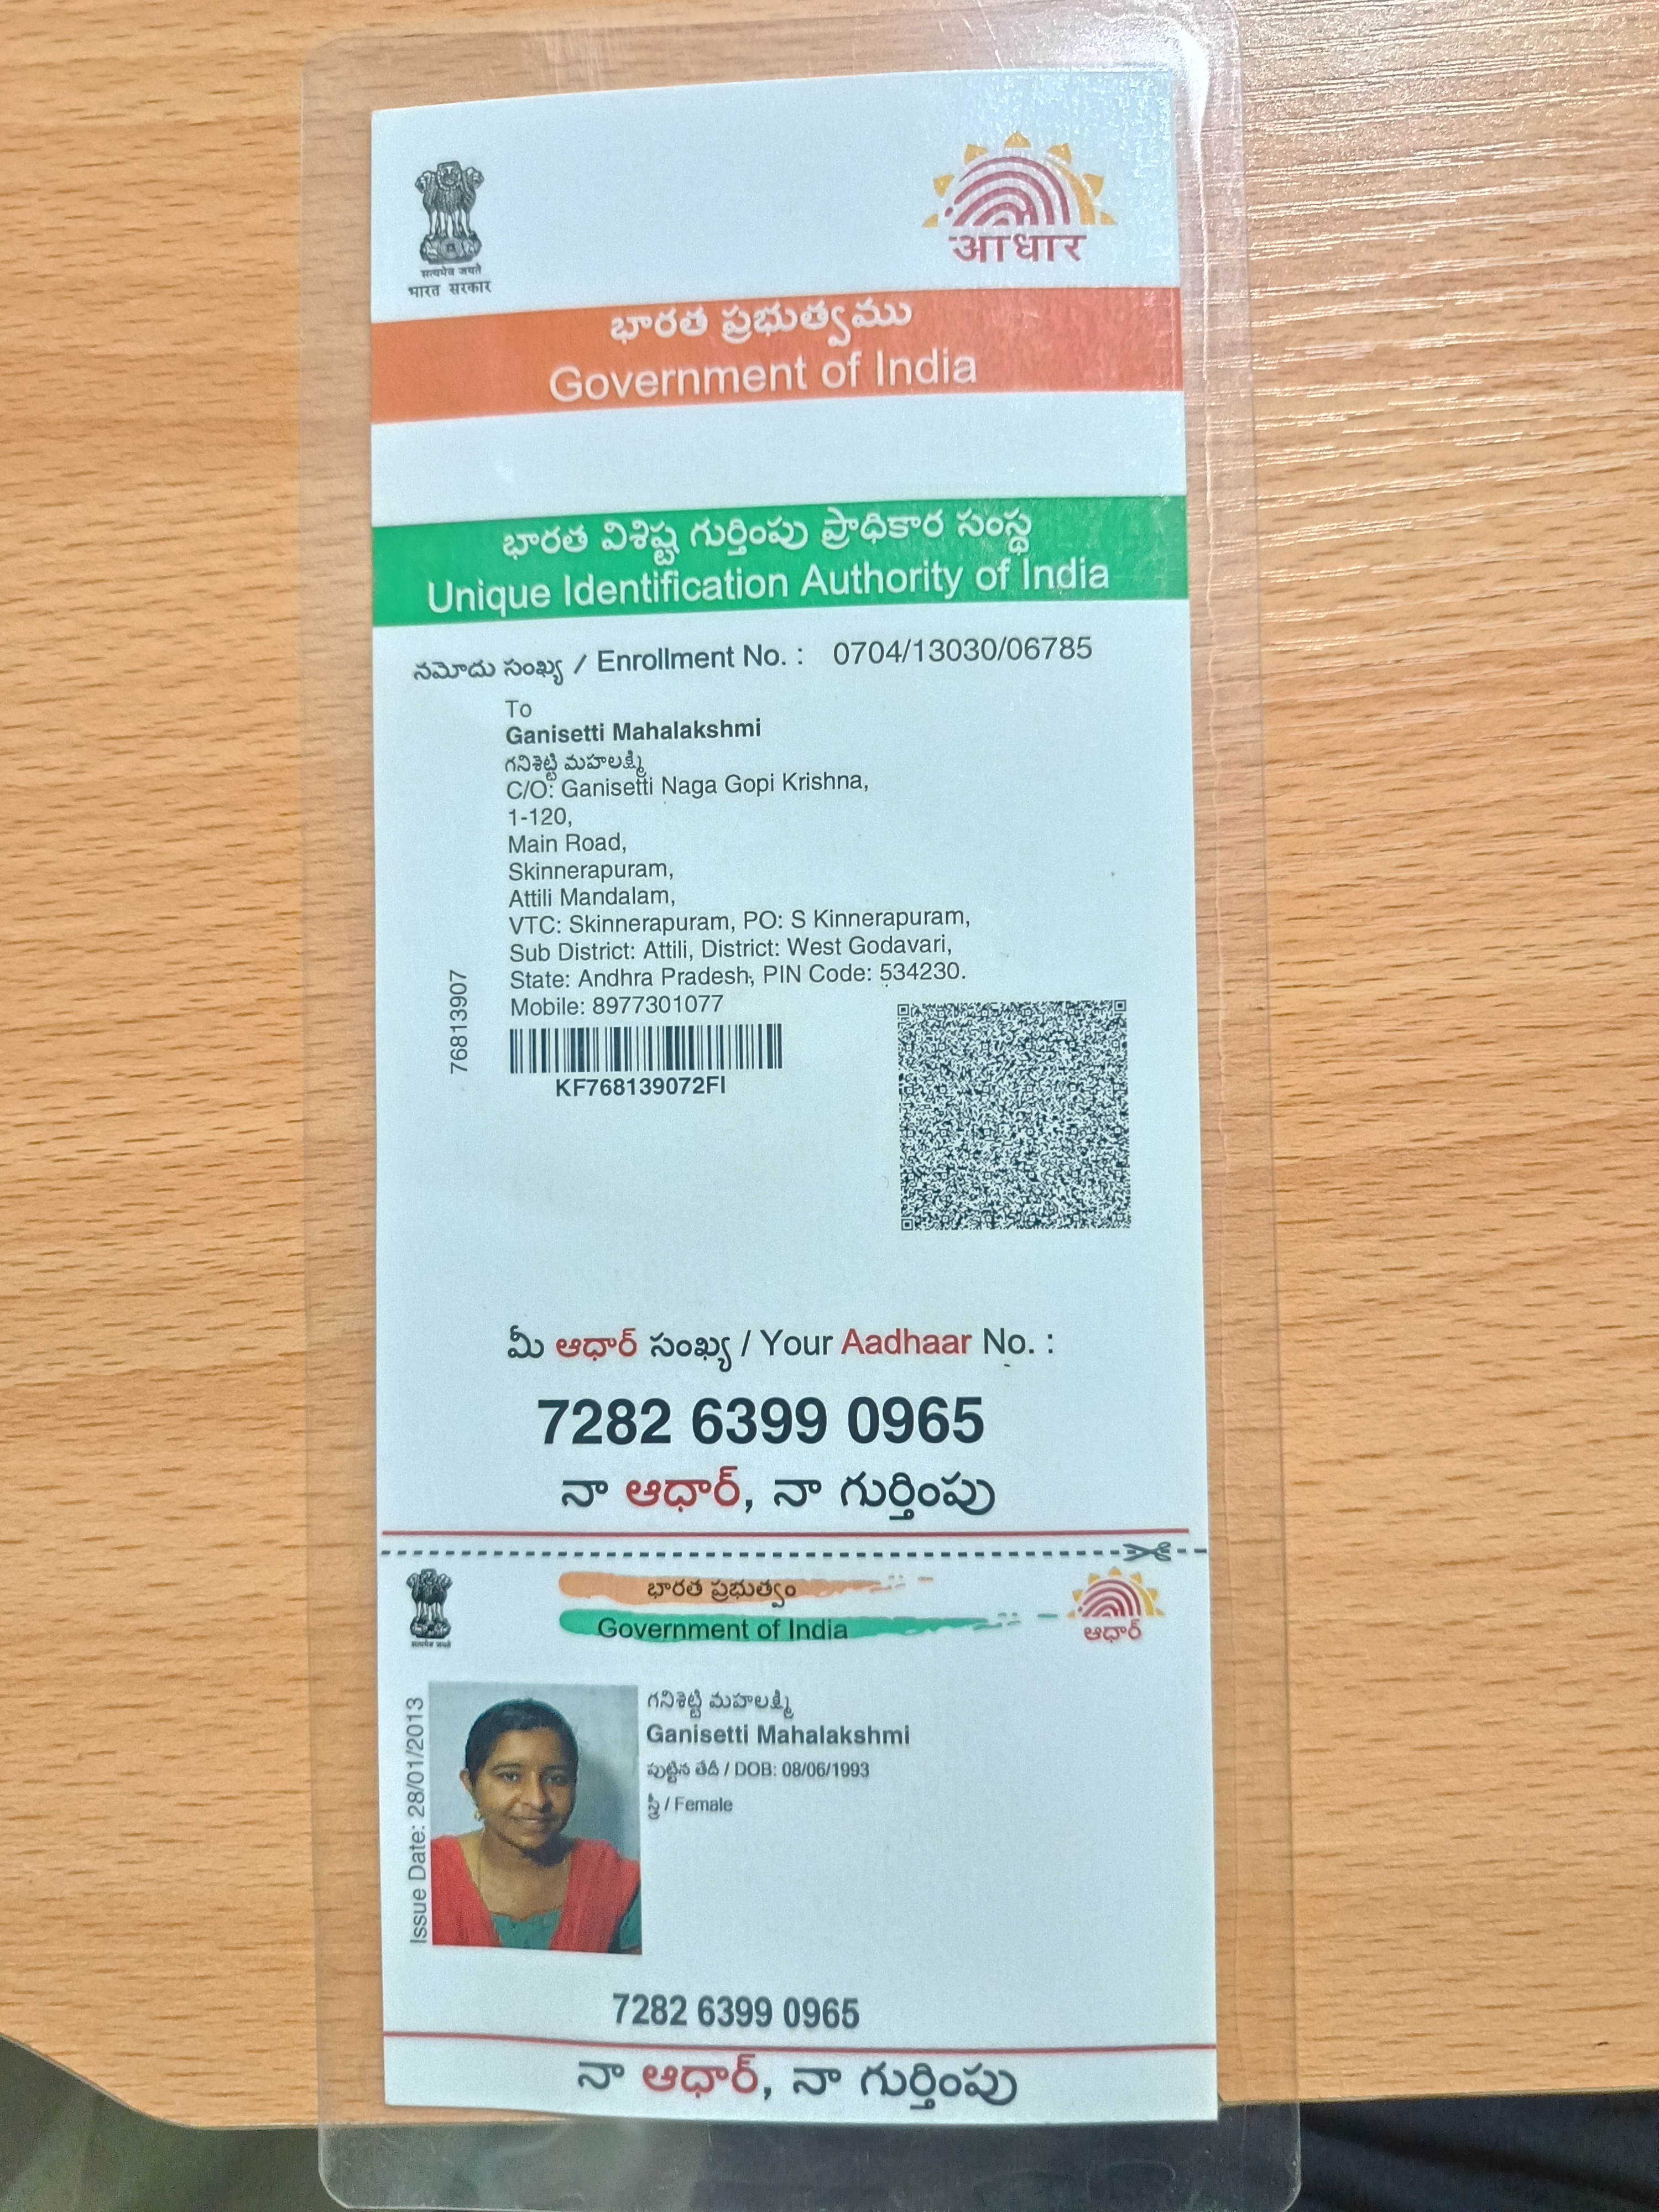 सत्यमेव जयते
भारत सरकार
आधार
భారత ప్రభుత్వము
Government of India
భారత విశిష్ట గుర్తింపు ప్రాధికార సంస్థ
Unique Identification Authority of India
నమోదు సంఖ్య / Enrollment No. : 0704/13030/06785
To
Ganisetti Mahalakshmi
గనిశెట్టి మహలక్ష్మి
C/O: Ganisetti Naga Gopi Krishna,
1-120,
Main Road,
Skinnerapuram,
Attili Mandalam,
VTC: Skinnerapuram, PO: S Kinnerapuram,
Sub District: Attili, District: West Godavari,
State: Andhra Pradesh, PIN Code: 534230.
Mobile: 8977301077
76813907
KF768139072FI
మీ ఆధార్ సంఖ్య / Your Aadhaar No. :
7282 6399 0965
నా ఆధార్, నా గుర్తింపు
భారత ప్రభుత్వం
Government of India
सत्यमेव जयते
ఆధార్
Issue Date: 28/01/2013
గనిశెట్టి మహలక్ష్మి
Ganisetti Mahalakshmi
పుట్టిన తేదీ / DOB: 08/06/1993
స్త్రీ / Female
7282 6399 0965
నా ఆధార్, నా గుర్తింపు